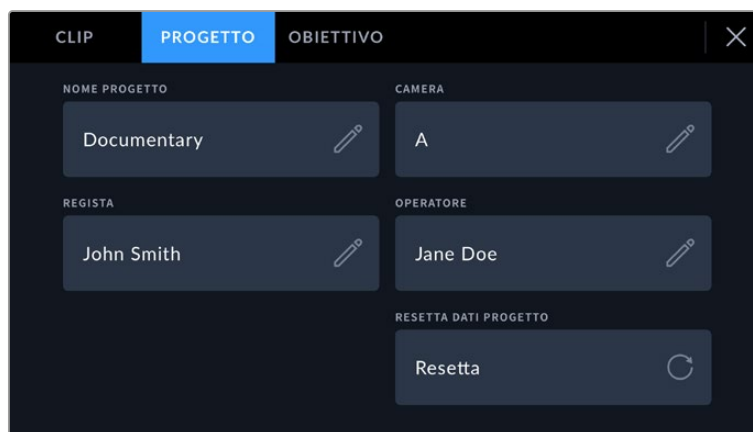 CLIP PROGETTO OBIETTIVO
NOME PROGETTO CAMERA
Documentary A
REGISTA OPERATORE
John Smith Jane Doe
RESETTA DATI PROGETTO
Resetta